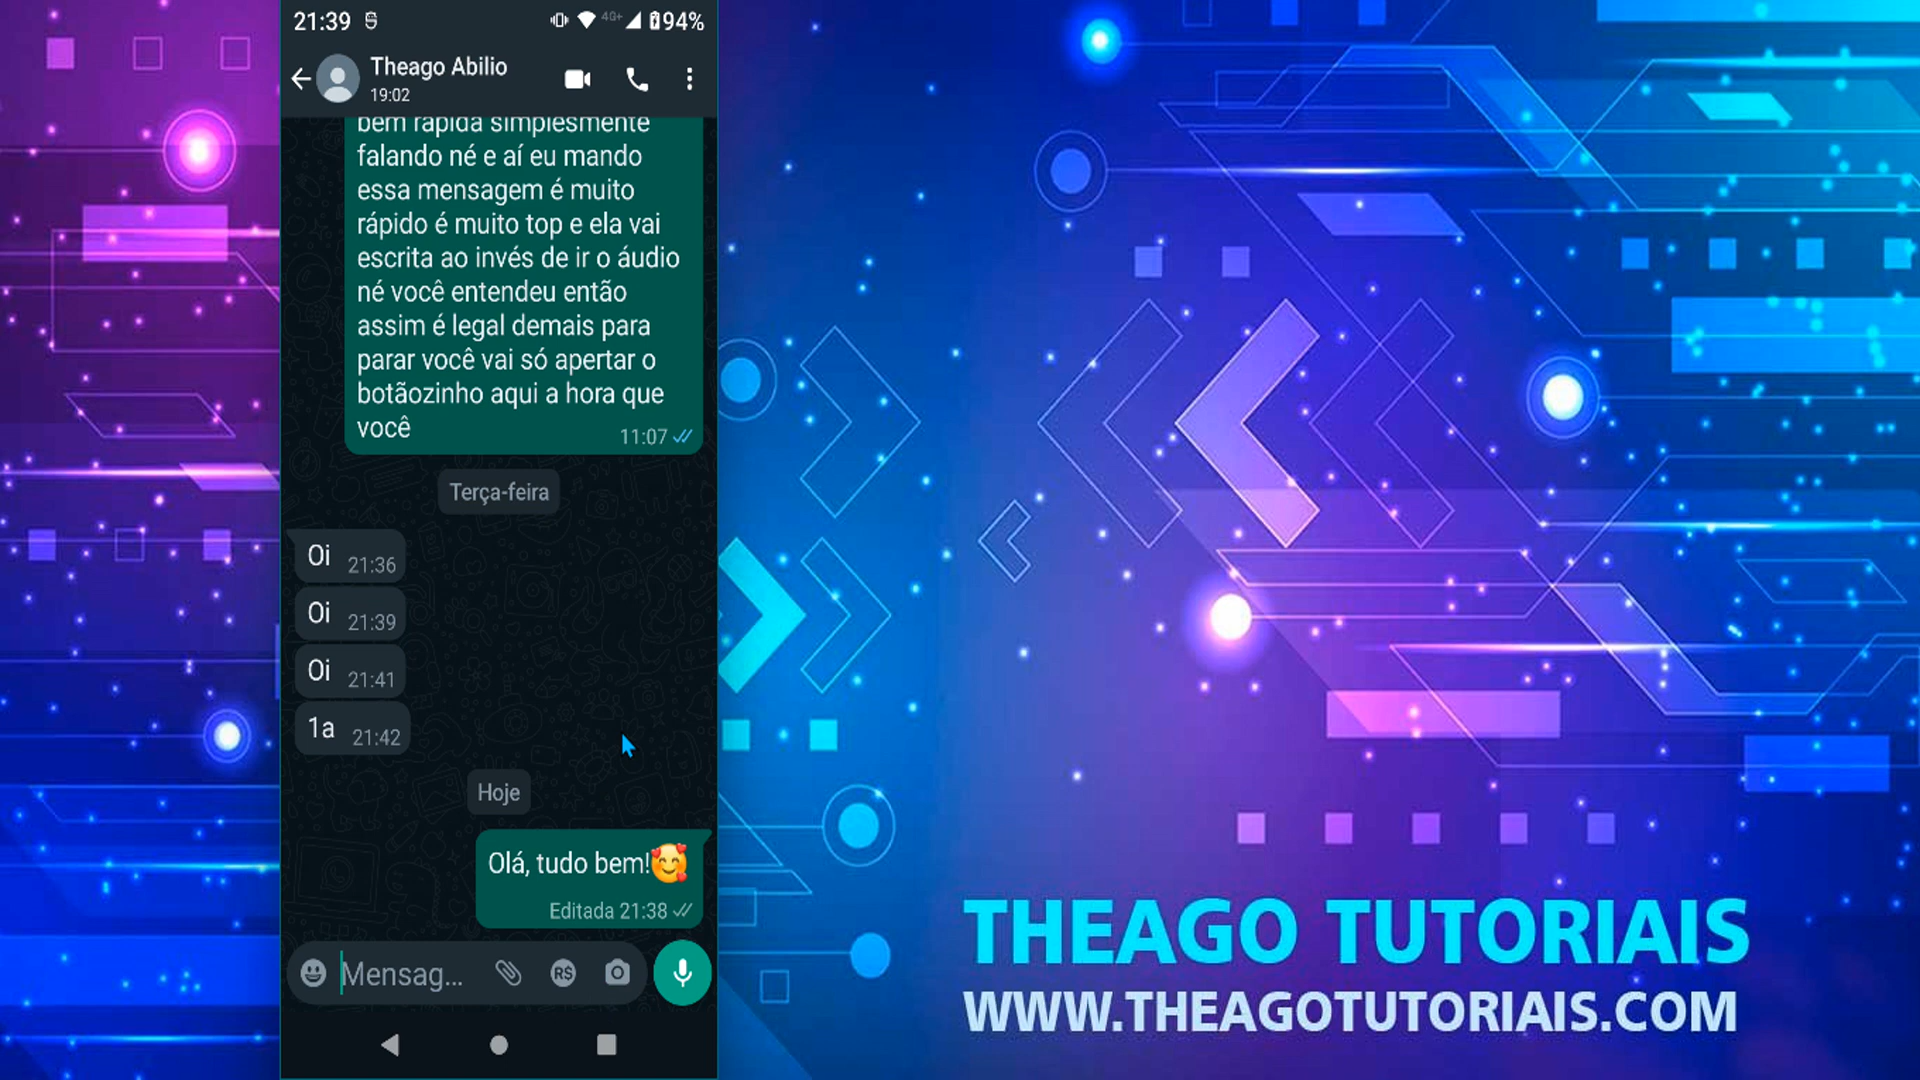 21:39
4G+
94%
Theago Abilio
19:02
bem rápida simplesmente
falando né e aí eu mando
essa mensagem é muito
rápido é muito top e ela vai
escrita ao invés de ir o áudio
né você entendeu então
assim é legal demais para
parar você vai só apertar o
botãozinho aqui a hora que
você
11:07
Terça-feira
Oi 21:36
Oi 21:39
Oi 21:41
1a 21:42
Hoje
Olá, tudo bem!🥰
Editada 21:38
Mensag...
R$
THEAGO TUTORIAIS
WWW.THEAGOTUTORIAIS.COM